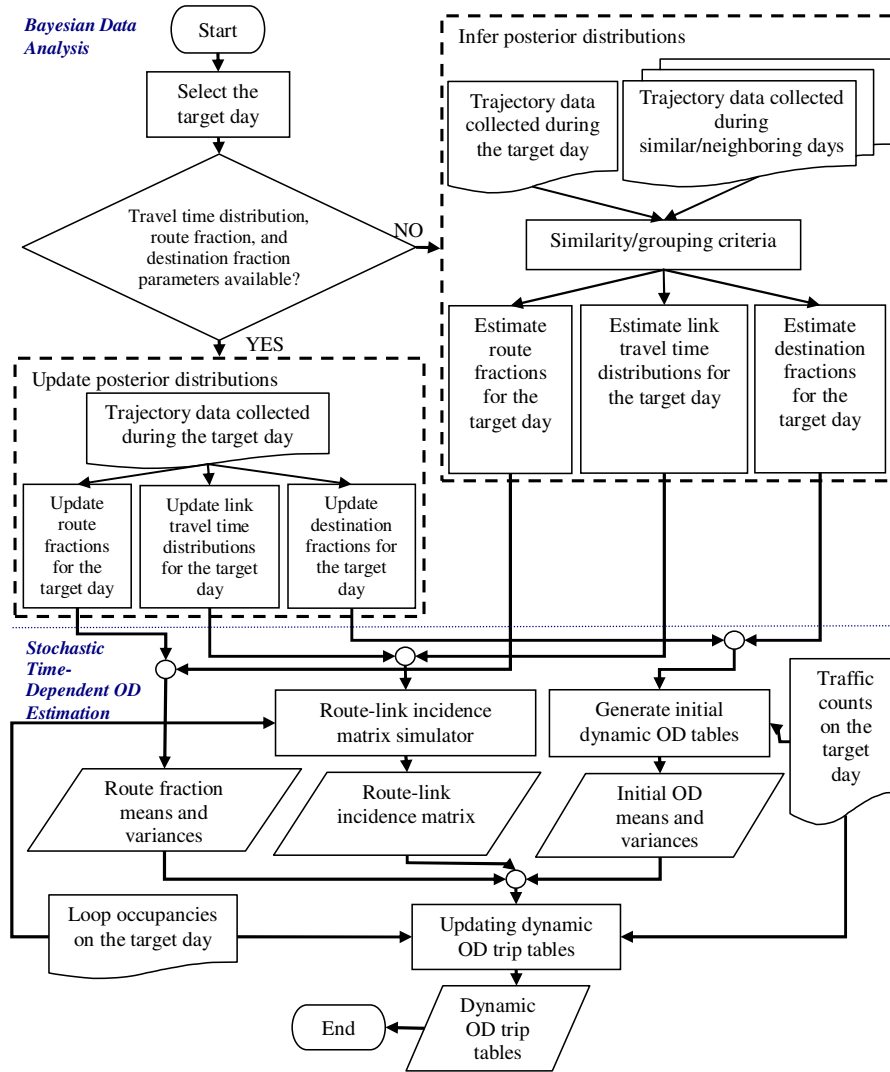 Bayesian Data
Analysis
Start
Select the
target day
Travel time distribution,
route fraction, and
destination fraction
parameters available?
NO
YES
Infer posterior distributions
Trajectory data
collected during
the target day
Trajectory data collected
during
similar/neighboring days
Similarity/grouping criteria
Estimate
route
fractions
for the
target day
Estimate link
travel time
distributions for
the target day
Estimate
destination
fractions
for the
target day
Update posterior distributions
Trajectory data collected
during the target day
Update
route
fractions
for the
target day
Update link
travel time
distributions
for the target
day
Update
destination
fractions for
the target
day
Stochastic
Time-
Dependent OD
Estimation
Route-link incidence
matrix simulator
Generate initial
dynamic OD tables
Traffic
counts on
the target
day
Route fraction
means and
variances
Route-link
incidence matrix
Initial OD
means and
variances
Loop occupancies
on the target day
Updating dynamic
OD trip tables
Dynamic
OD trip
tables
End